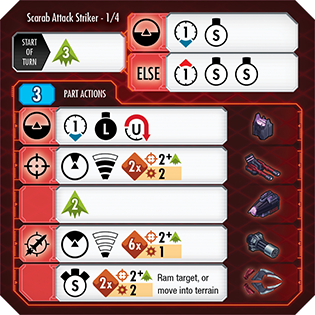 Scarab Attack Striker - 1/4
START OF TURN
3
1
S
ELSE
1
S
S
3
PART ACTIONS
1
L
U
2x
2+
2
2
6x
2+
1
S
2x
2+
2
Ram target, or
move into terrain